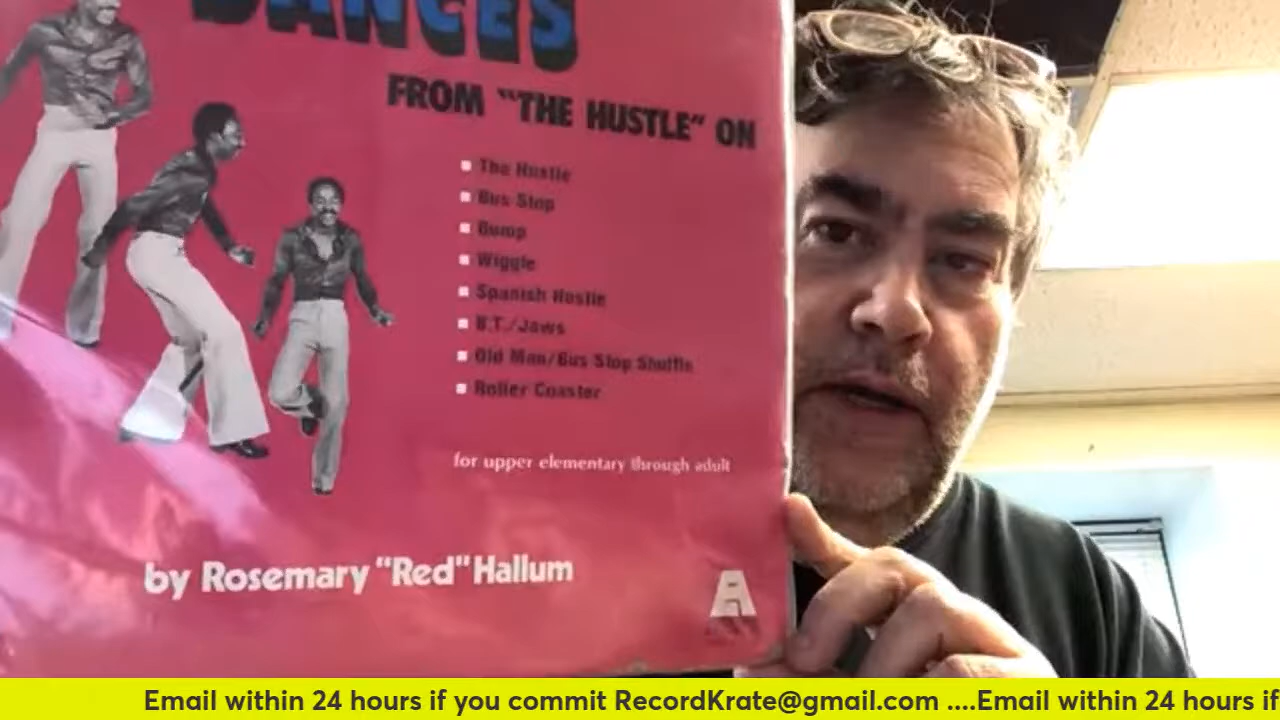 DANCES
FROM "THE HUSTLE" ON
The Hustle
Bus Stop
Bump
Wiggle
Spanish Hustle
B.T./Jaws
Old Man/Bus Stop Shuffle
Roller Coaster
for upper elementary through adult
by Rosemary "Red" Hallum
A
Email within 24 hours if you commit RecordKrate@gmail.com ....Email within 24 hours if